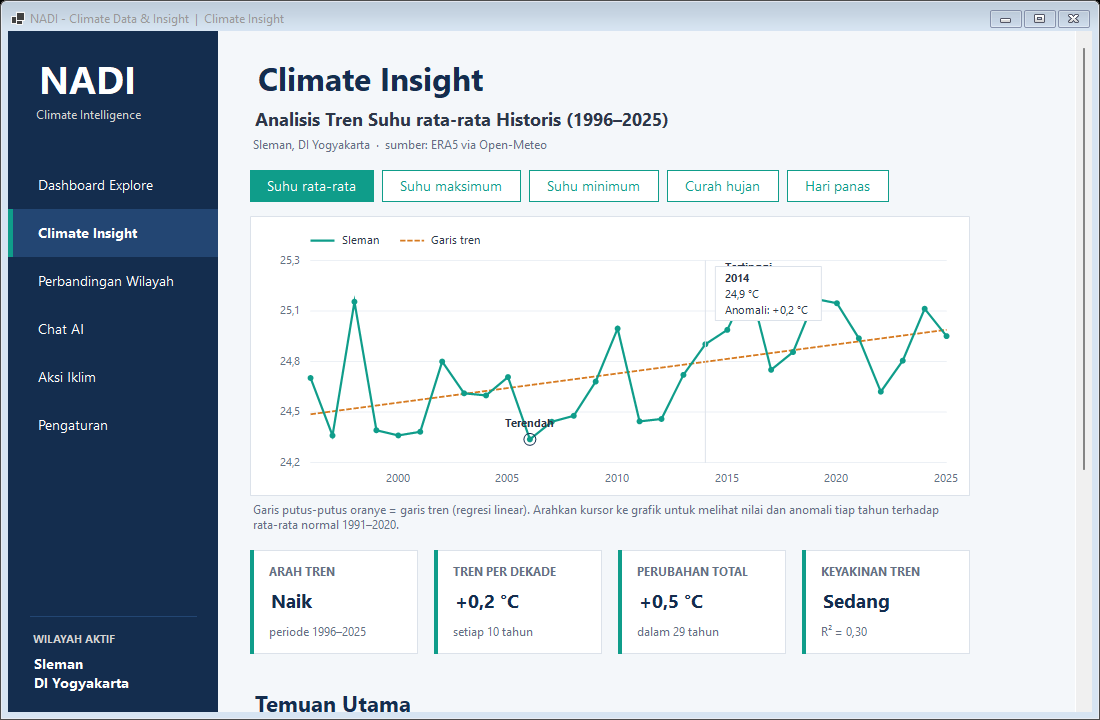 NADI - Climate Data & Insight | Climate Insight
NADI
Climate Intelligence
Dashboard Explore
Climate Insight
Perbandingan Wilayah
Chat AI
Aksi Iklim
Pengaturan
WILAYAH AKTIF
Sleman
DI Yogyakarta
Climate Insight
Analisis Tren Suhu rata-rata Historis (1996–2025)
Sleman, DI Yogyakarta · sumber: ERA5 via Open-Meteo
Suhu rata-rata
Suhu maksimum
Suhu minimum
Curah hujan
Hari panas
Sleman
Garis tren
25,3
25,1
24,8
24,5
24,2
Tertinggi
2014
24,9 °C
Anomali: +0,2 °C
Terendah
2000
2005
2010
2015
2020
2025
Garis putus-putus oranye = garis tren (regresi linear). Arahkan kursor ke grafik untuk melihat nilai dan anomali tiap tahun terhadap
rata-rata normal 1991–2020.
ARAH TREN
Naik
periode 1996–2025
TREN PER DEKADE
+0,2 °C
setiap 10 tahun
PERUBAHAN TOTAL
+0,5 °C
dalam 29 tahun
KEYAKINAN TREN
Sedang
R² = 0,30
Temuan Utama